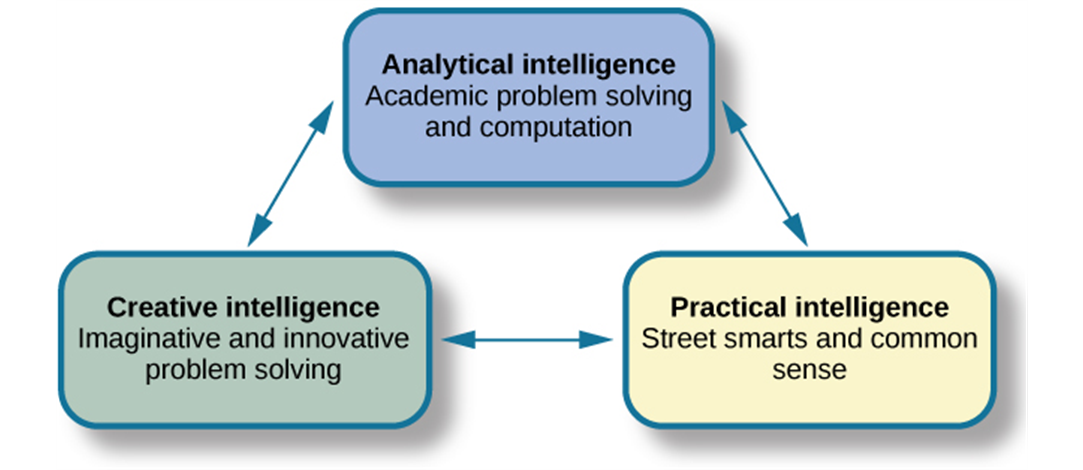 Analytical intelligence
Academic problem solving
and computation
Creative intelligence
Imaginative and innovative
problem solving
Practical intelligence
Street smarts and common
sense